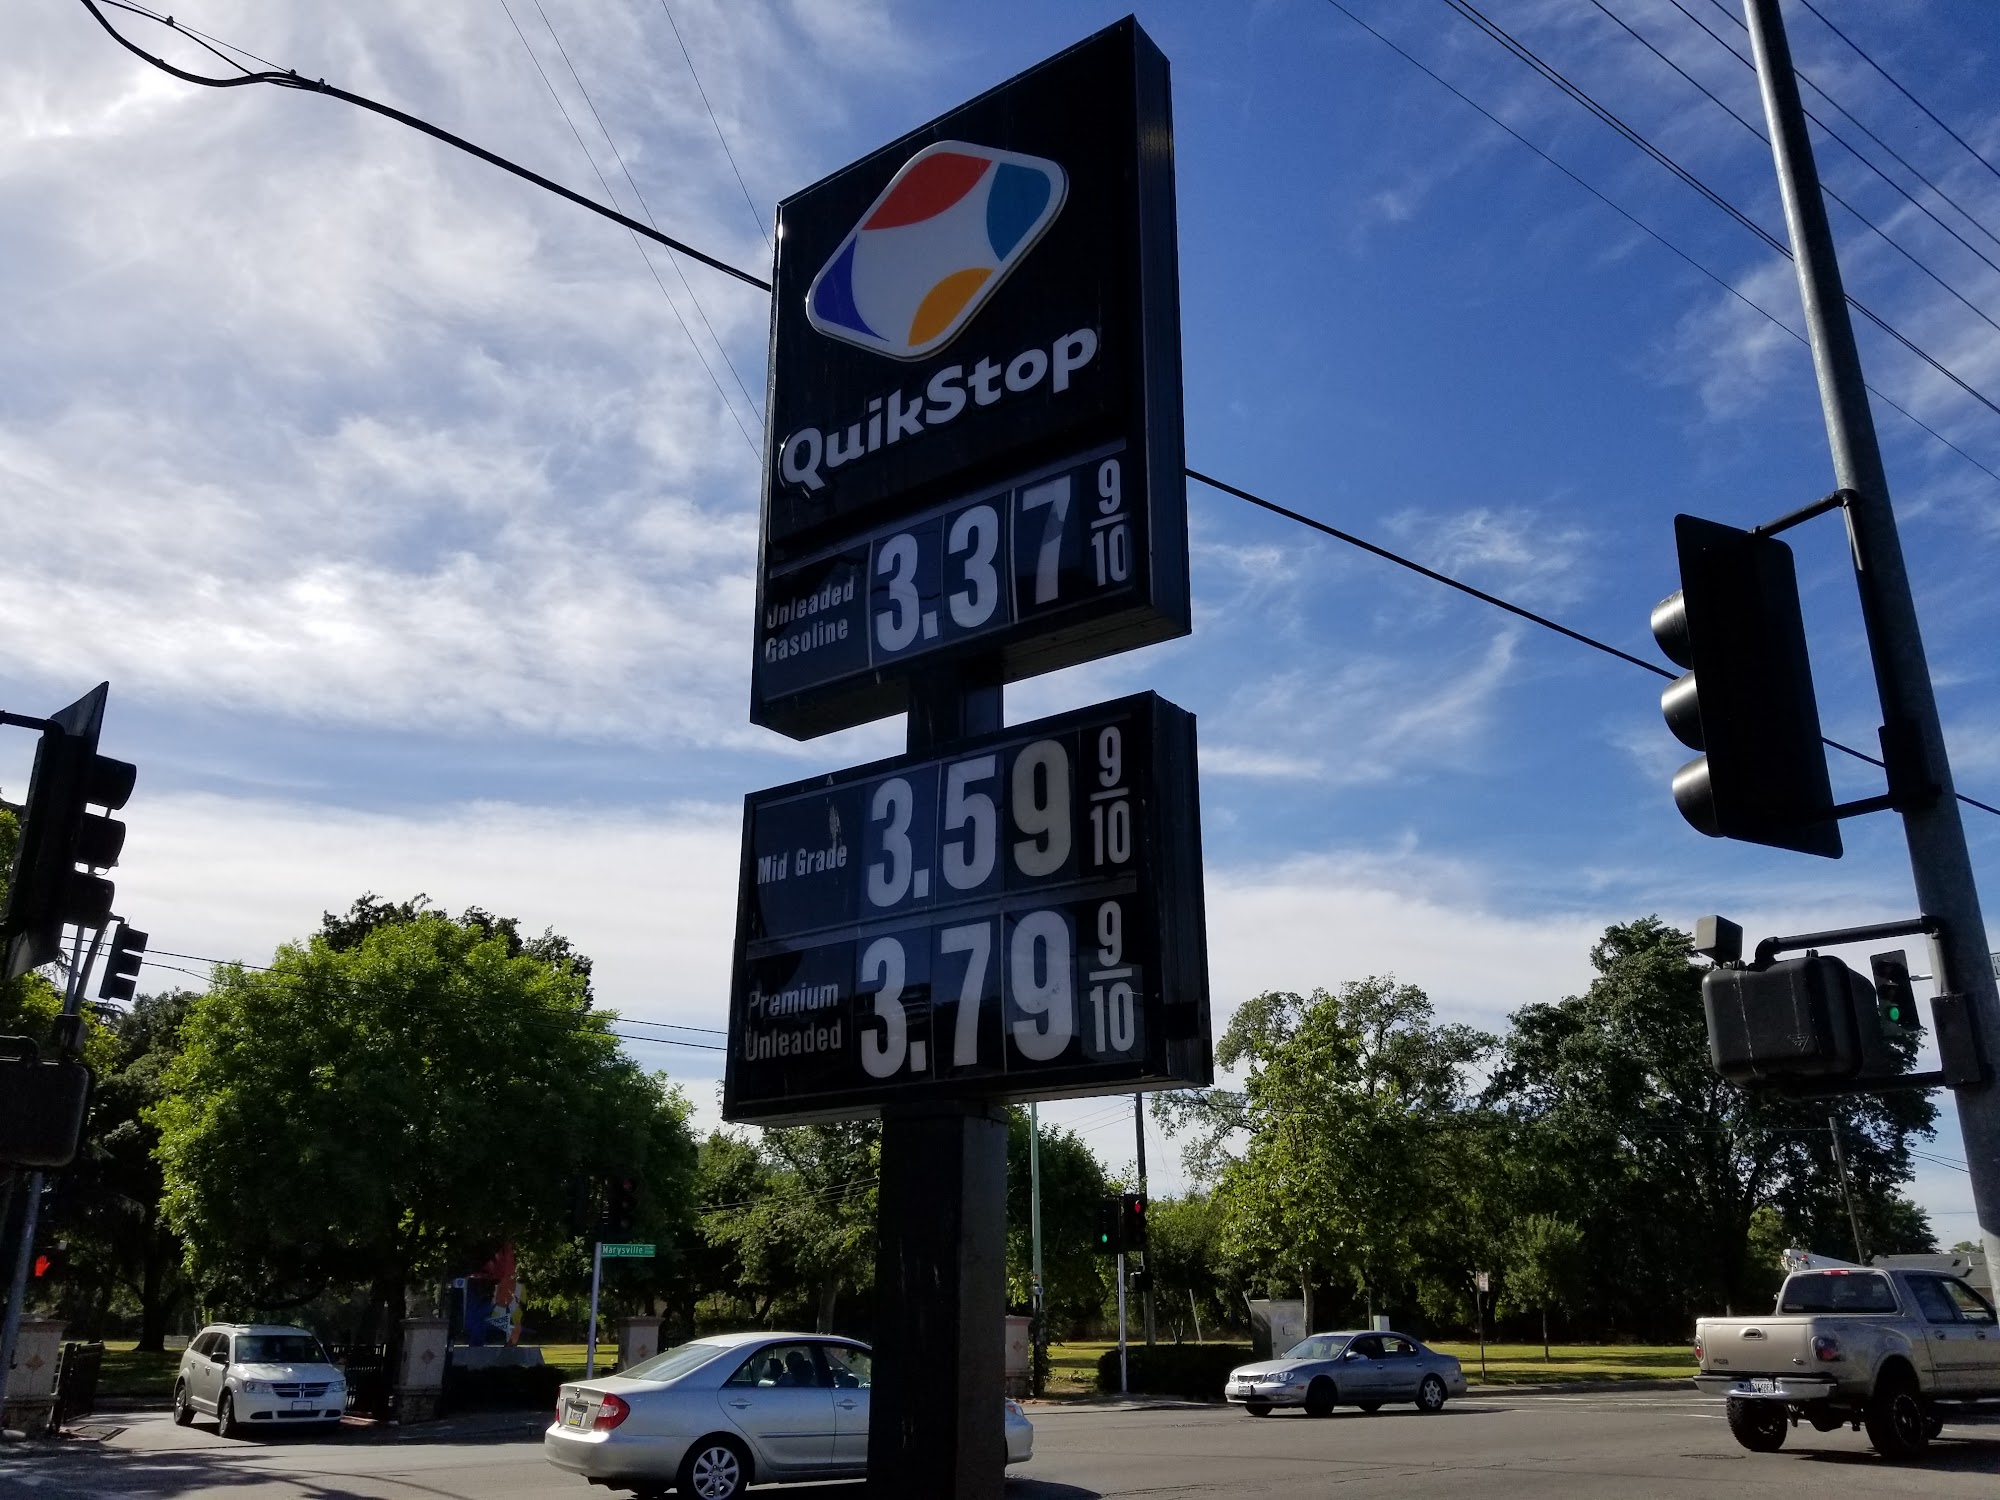 QuikStop
Unleaded
Gasoline
3.37 9/10
Mid Grade
3.59 9/10
Premium
Unleaded
3.79 9/10
Marysville